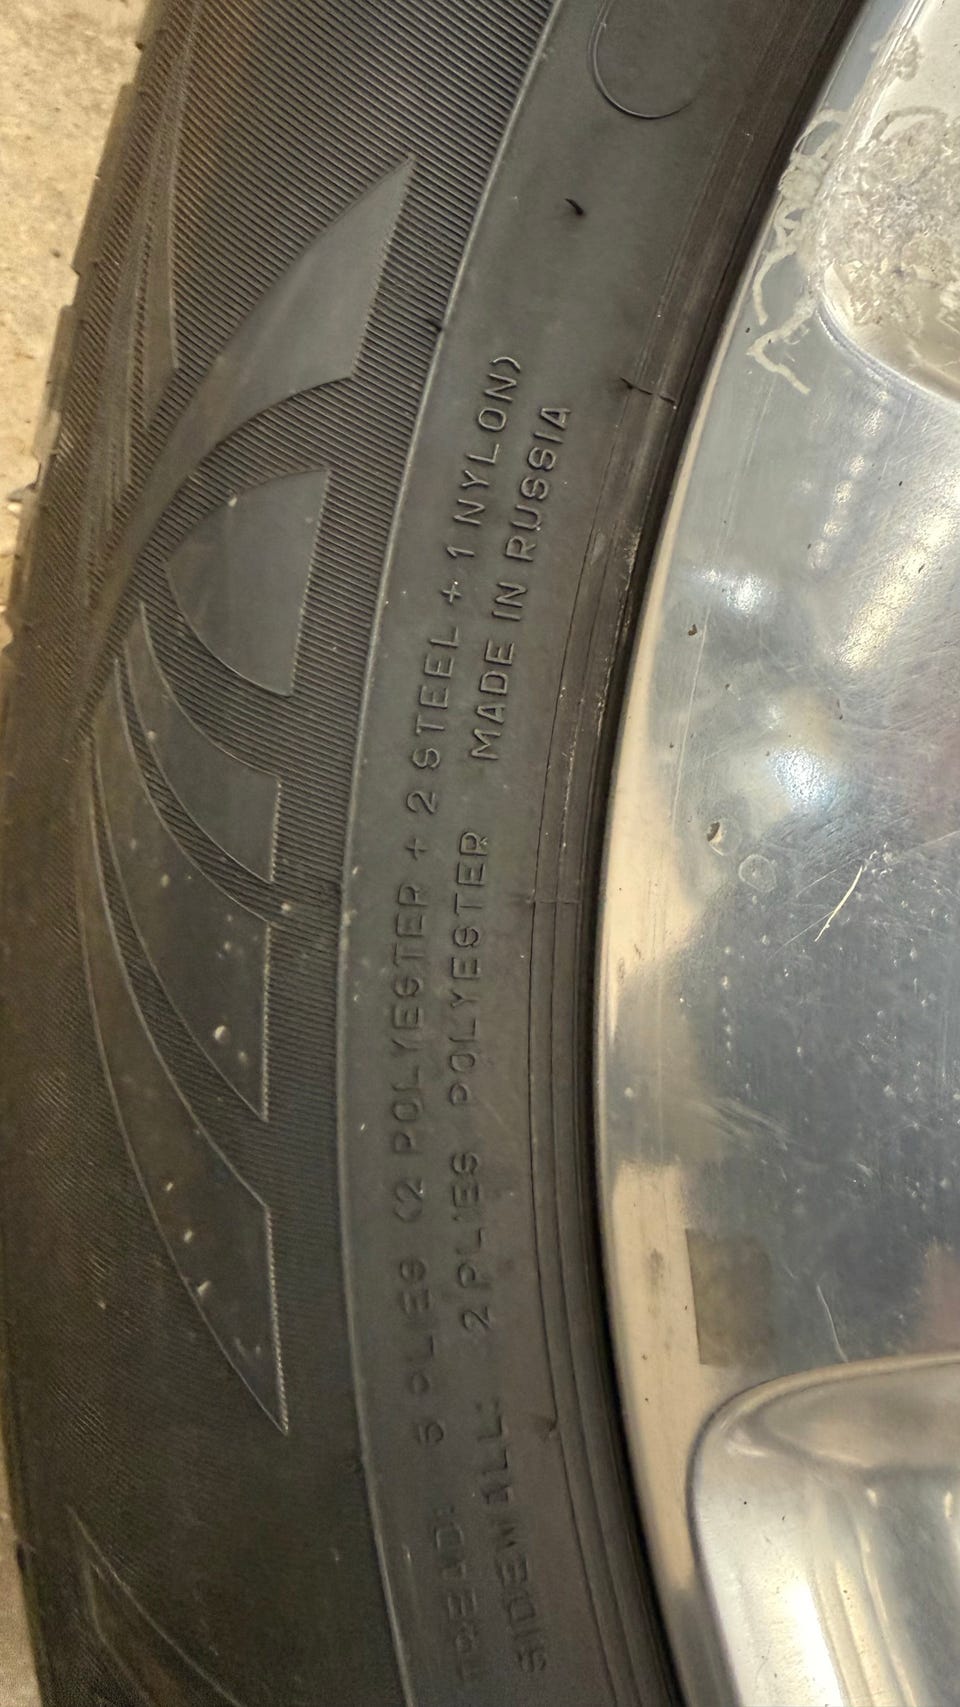 TREAD: 5 PLIES (2 POLYESTER + 2 STEEL + 1 NYLON)
SIDEWALL: 2 PLIES POLYESTER MADE IN RUSSIA